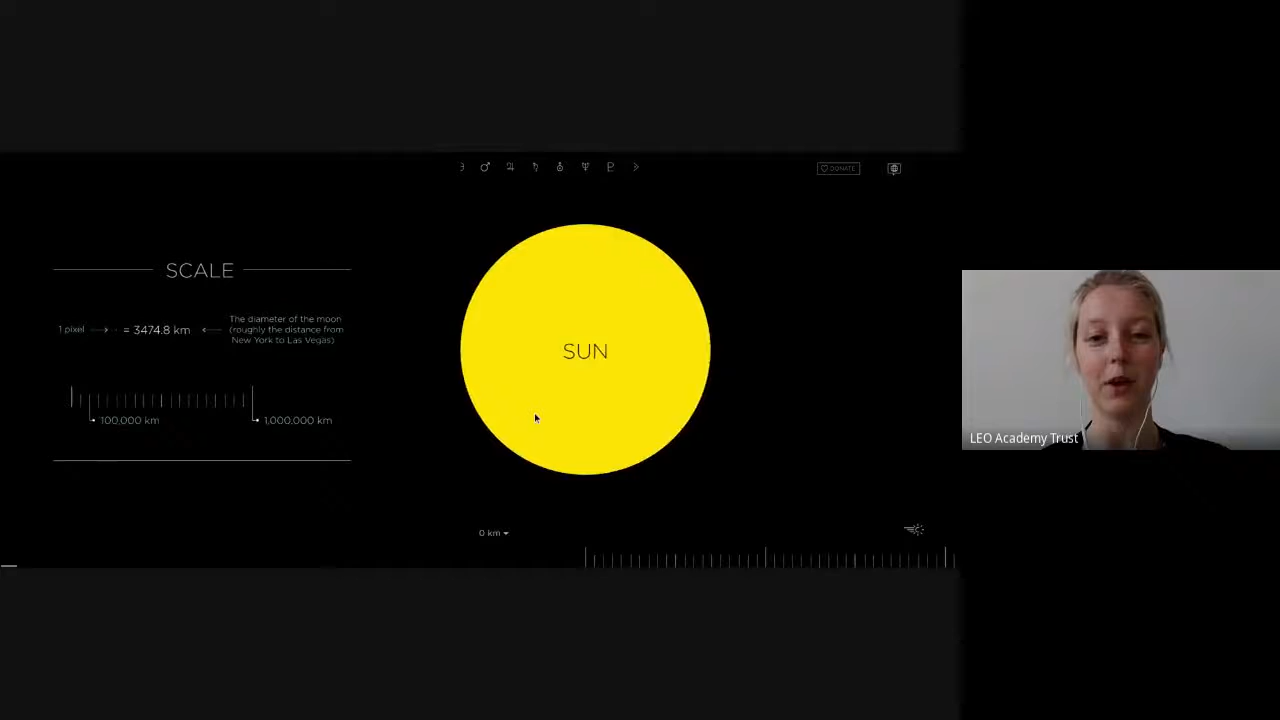 DONATE
SCALE
1 pixel
= 3474.8 km
The diameter of the moon
(roughly the distance from
New York to Las Vegas)
100,000 km
1,000,000 km
SUN
0 km
LEO Academy Trust